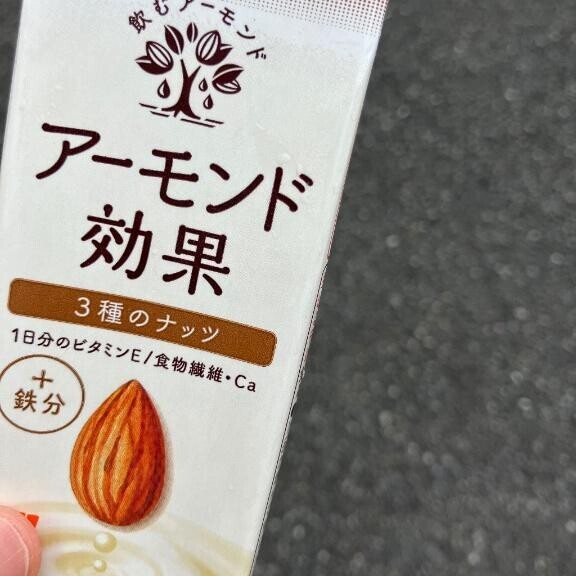 飲むアーモンド
アーモンド
効果
3種のナッツ
1日分のビタミンE/食物繊維・Ca
+
鉄分